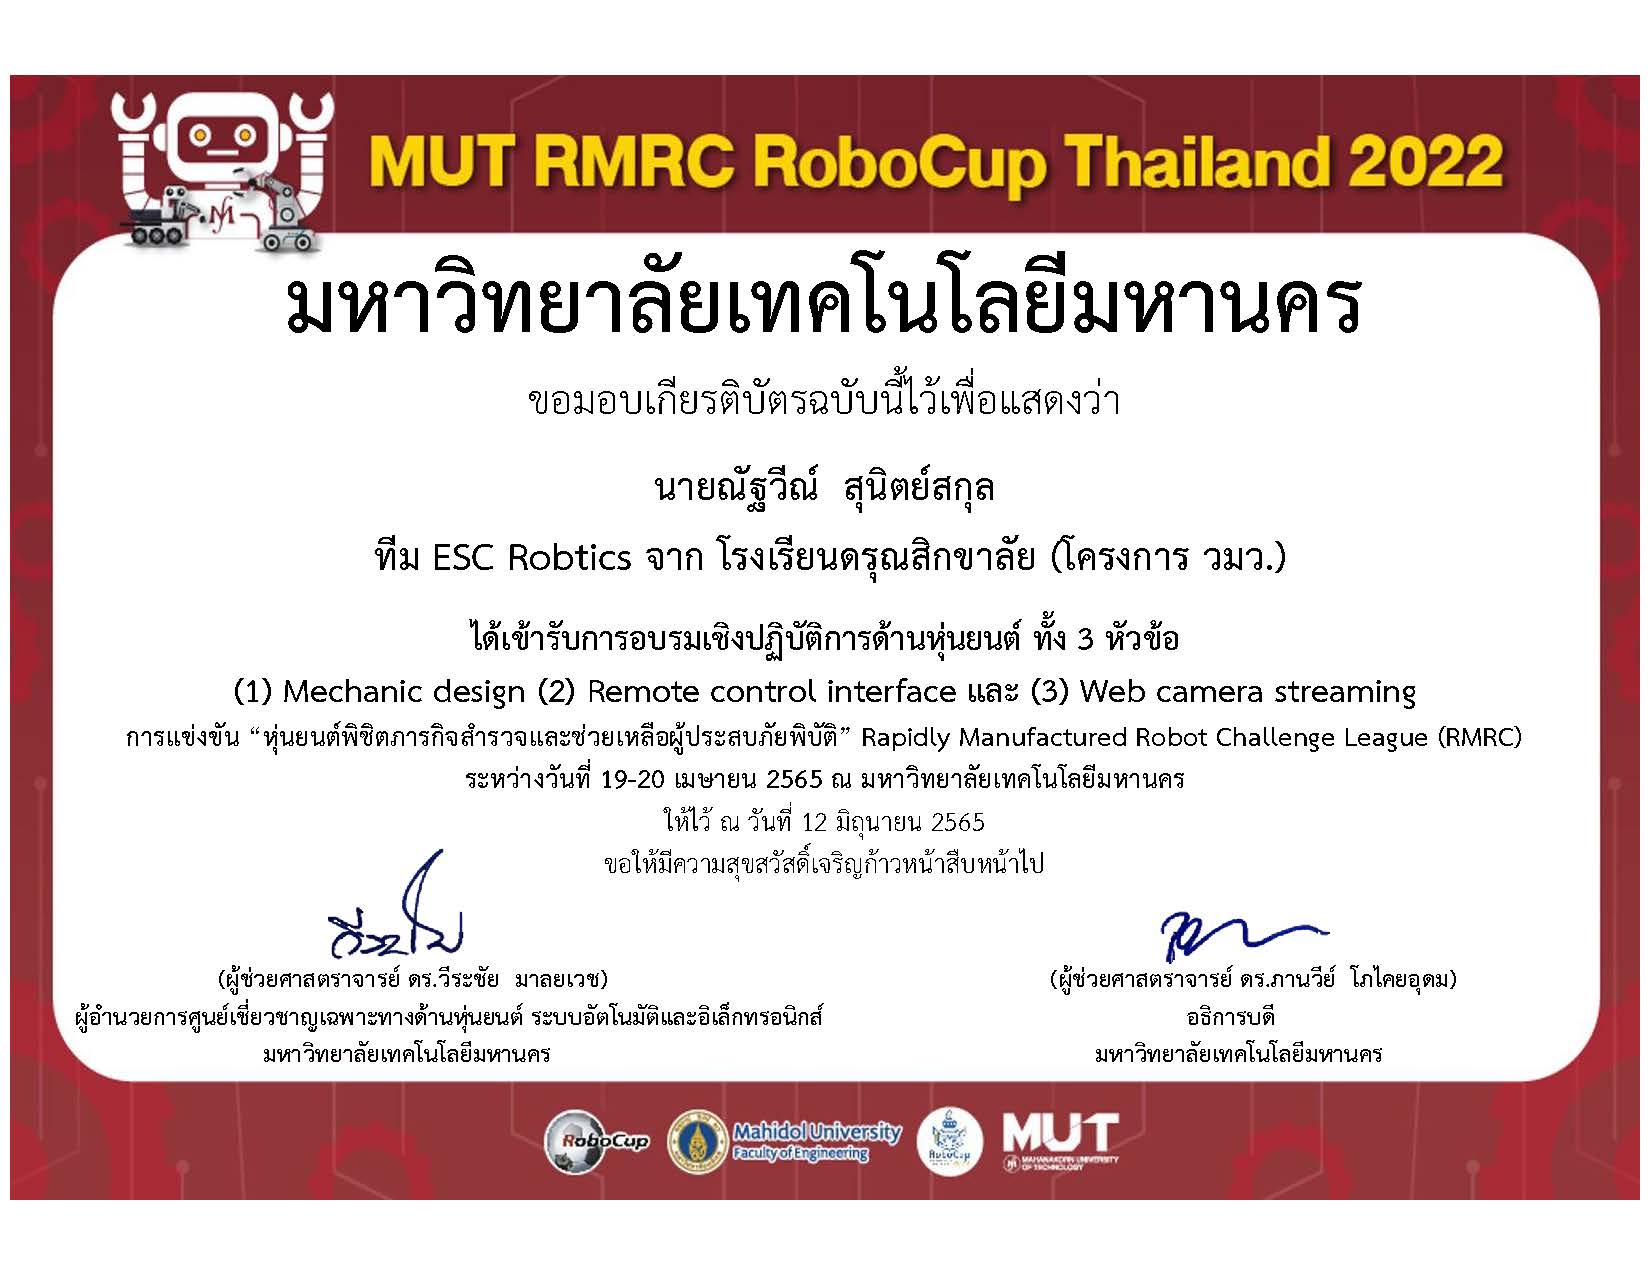 MUT RMRC RoboCup Thailand 2022
มหาวิทยาลัยเทคโนโลยีมหานคร
ขอมอบเกียรติบัตรฉบับนี้ไว้เพื่อแสดงว่า
นายณัฐวีณ์ สุนิตย์สกุล
ทีม ESC Robtics จาก โรงเรียนดรุณสิกขาลัย (โครงการ วมว.)
ได้เข้ารับการอบรมเชิงปฏิบัติการด้านหุ่นยนต์ ทั้ง 3 หัวข้อ
(1) Mechanic design (2) Remote control interface และ (3) Web camera streaming
การแข่งขัน “หุ่นยนต์พิชิตภารกิจสำรวจและช่วยเหลือผู้ประสบภัยพิบัติ” Rapidly Manufactured Robot Challenge League (RMRC)
ระหว่างวันที่ 19-20 เมษายน 2565 ณ มหาวิทยาลัยเทคโนโลยีมหานคร
ให้ไว้ ณ วันที่ 12 มิถุนายน 2565
ขอให้มีความสุขสวัสดิ์เจริญก้าวหน้าสืบหน้าไป
(ผู้ช่วยศาสตราจารย์ ดร.วีระชัย มาลยเวช)
ผู้อำนวยการศูนย์เชี่ยวชาญเฉพาะทางด้านหุ่นยนต์ ระบบอัตโนมัติและอิเล็กทรอนิกส์
มหาวิทยาลัยเทคโนโลยีมหานคร
(ผู้ช่วยศาสตราจารย์ ดร.ภานวีย์ โภไคยอุดม)
อธิการบดี
มหาวิทยาลัยเทคโนโลยีมหานคร
RoboCup
Mahidol University
Faculty of Engineering
RoboCup
MUT
MAHANAKORN UNIVERSITY
OF TECHNOLOGY